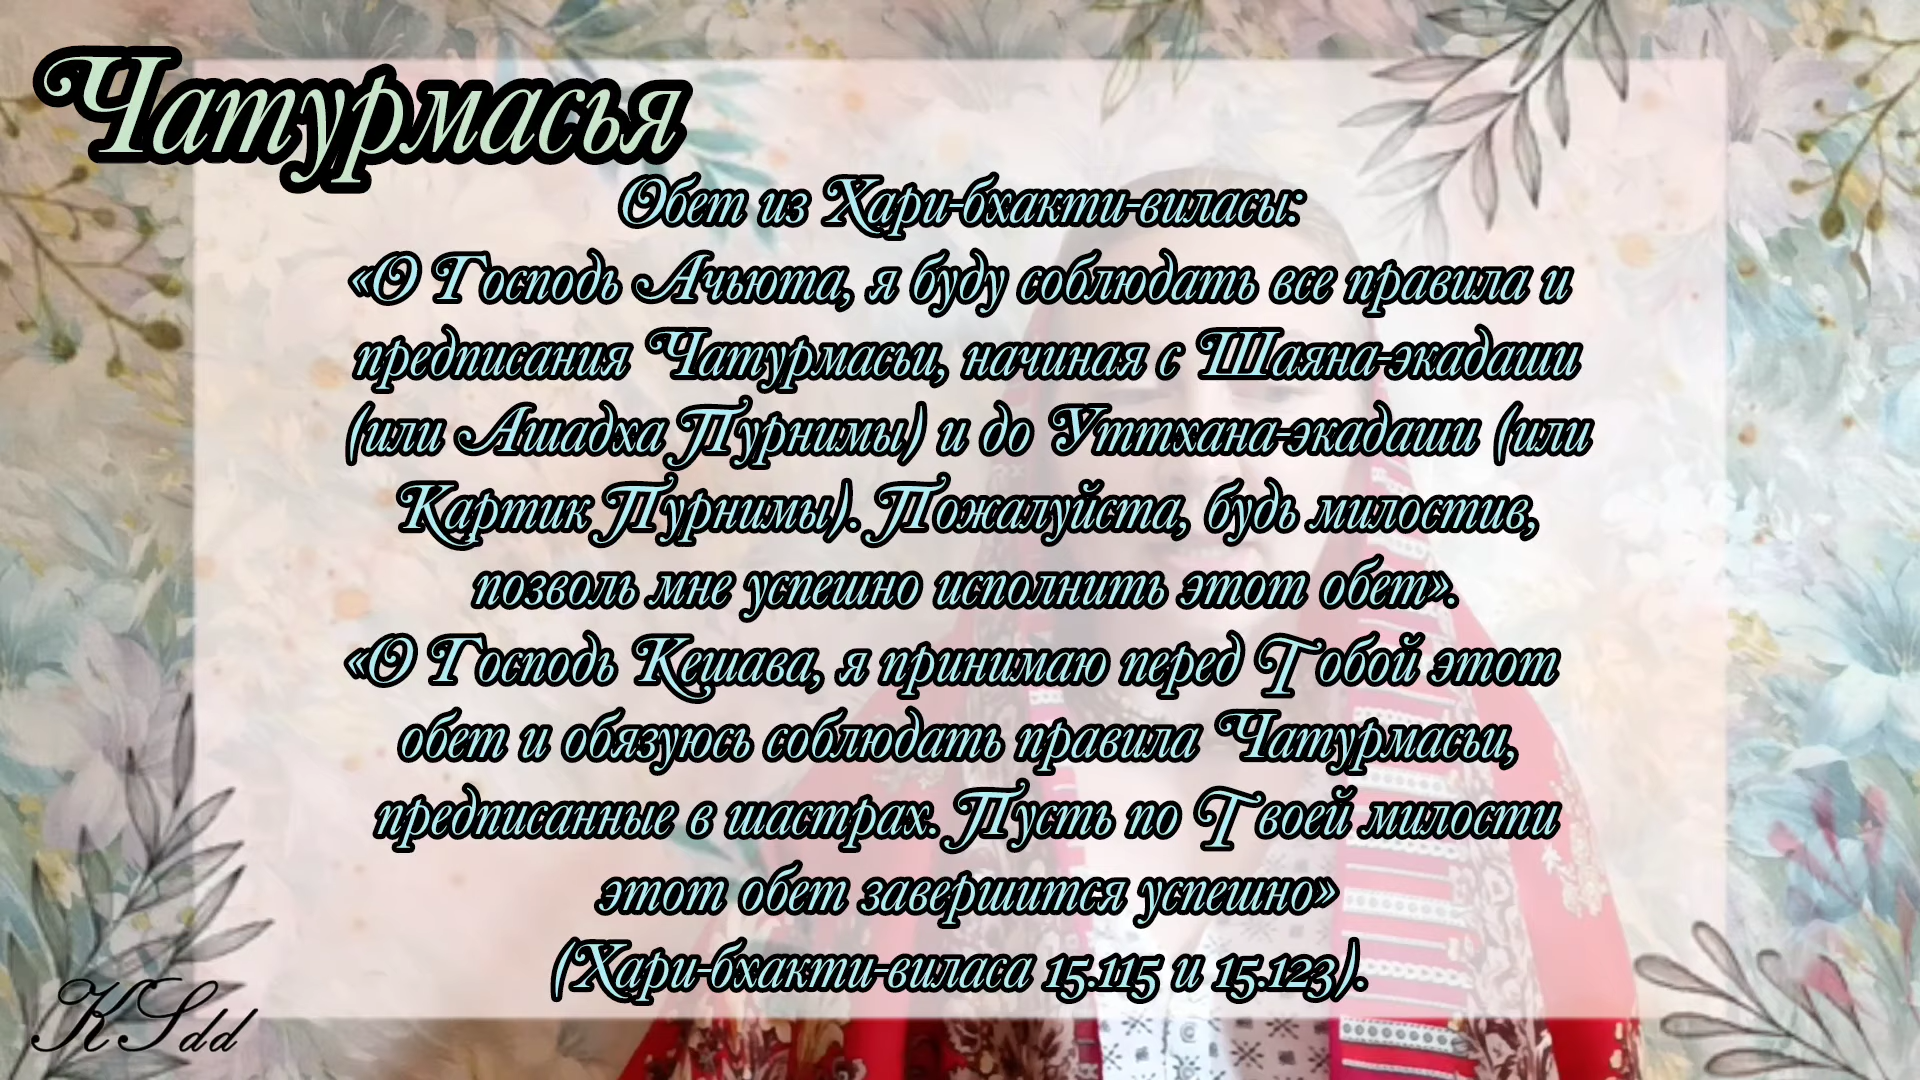 Чатурмасья
Обет из Хари-бхакти-виласы:
«О Господь Ачьюта, я буду соблюдать все правила и
предписания Чатурмасьи, начиная с Шаяна-экадаши
(или Ашадха Пурнимы) и до Уттхана-экадаши (или
Картик Пурнимы). Пожалуйста, будь милостив,
позволь мне успешно исполнить этот обет».
«О Господь Кешава, я принимаю перед Тобой этот
обет и обязуюсь соблюдать правила Чатурмасьи,
предписанные в шастрах. Пусть по Твоей милости
этот обет завершится успешно»
(Хари-бхакти-виласа 15.115 и 15.123).
KSdd